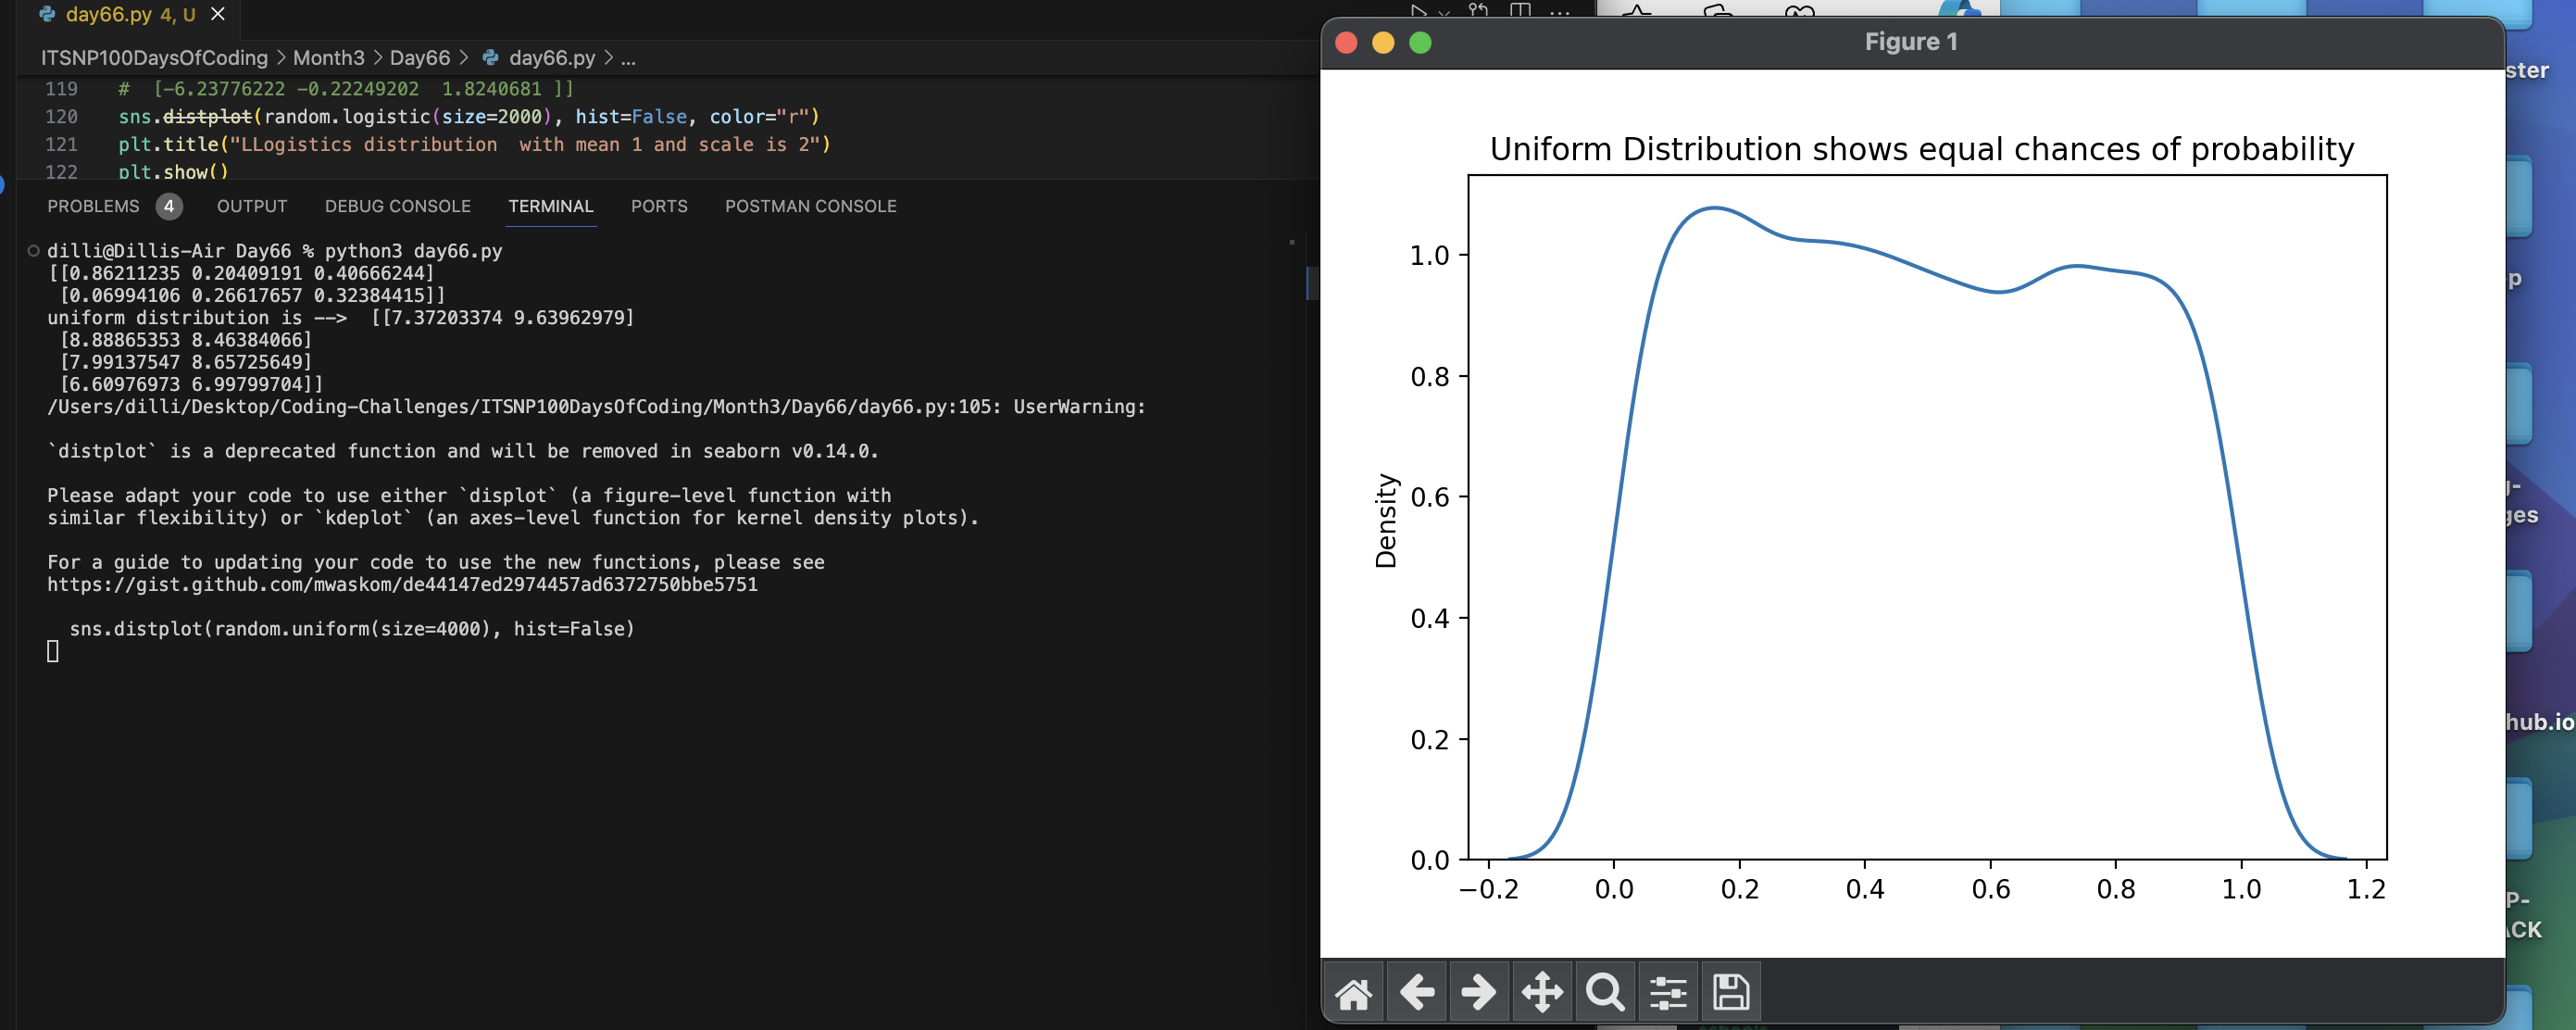 day66.py 4, U
ITSNP100DaysOfCoding > Month3 > Day66 > day66.py > ...
119 # [-6.23776222 -0.22249202 1.8240681 ]]
120 sns.distplot(random.logistic(size=2000), hist=False, color="r")
121 plt.title("LLogistics distribution  with mean 1 and scale is 2")
122 plt.show()
PROBLEMS 4 OUTPUT DEBUG CONSOLE TERMINAL PORTS POSTMAN CONSOLE
dilli@Dillis-Air Day66 % python3 day66.py
[[0.86211235 0.20409191 0.40666244]
[0.06994106 0.26617657 0.32384415]]
uniform distribution is -->  [[7.37203374 9.63962979]
[8.88865353 8.46384066]
[7.99137547 8.65725649]
[6.60976973 6.99799704]]
/Users/dilli/Desktop/Coding-Challenges/ITSNP100DaysOfCoding/Month3/Day66/day66.py:105: UserWarning:
`distplot` is a deprecated function and will be removed in seaborn v0.14.0.
Please adapt your code to use either `displot` (a figure-level function with
similar flexibility) or `kdeplot` (an axes-level function for kernel density plots).
For a guide to updating your code to use the new functions, please see
https://gist.github.com/mwaskom/de44147ed2974457ad6372750bbe5751
sns.distplot(random.uniform(size=4000), hist=False)
Figure 1
Uniform Distribution shows equal chances of probability
Density
1.0
0.8
0.6
0.4
0.2
0.0
−0.2 0.0 0.2 0.4 0.6 0.8 1.0 1.2
ster
p
ges
hub.io
P-
ACK